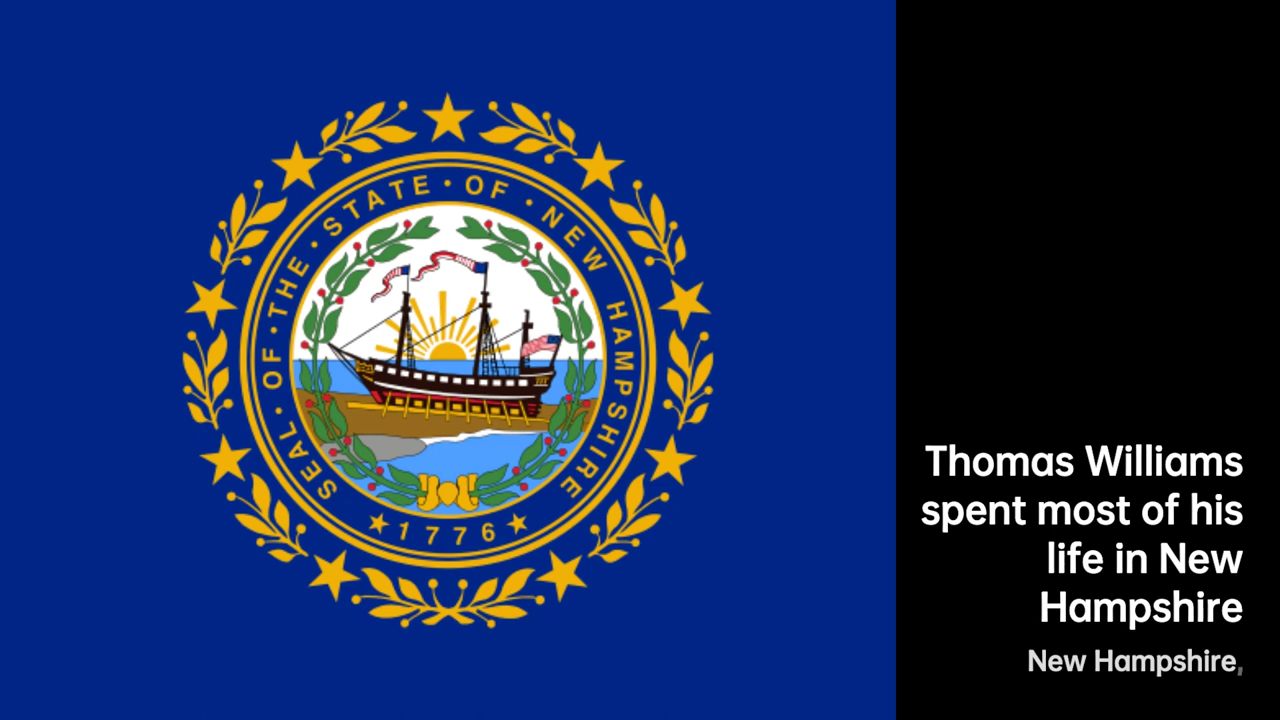 SEAL · OF · THE · STATE · OF · NEW HAMPSHIRE
1776
Thomas Williams
spent most of his
life in New
Hampshire
New Hampshire,